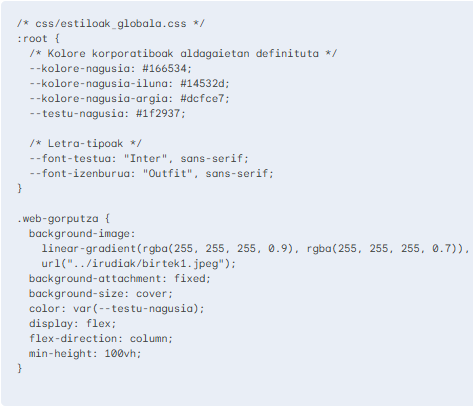 /* css/estiloak_globala.css */
:root {
/* Kolore korporatiboak aldagaietan definituta */
--kolore-nagusia: #166534;
--kolore-nagusia-iluna: #14532d;
--kolore-nagusia-argia: #dcfce7;
--testu-nagusia: #1f2937;
/* Letra-tipoak */
--font-testua: "Inter", sans-serif;
--font-izenburua: "Outfit", sans-serif;
}
.web-gorputza {
background-image:
linear-gradient(rgba(255, 255, 255, 0.9), rgba(255, 255, 255, 0.7)),
url("../irudiak/birtek1.jpeg");
background-attachment: fixed;
background-size: cover;
color: var(--testu-nagusia);
display: flex;
flex-direction: column;
min-height: 100vh;
}